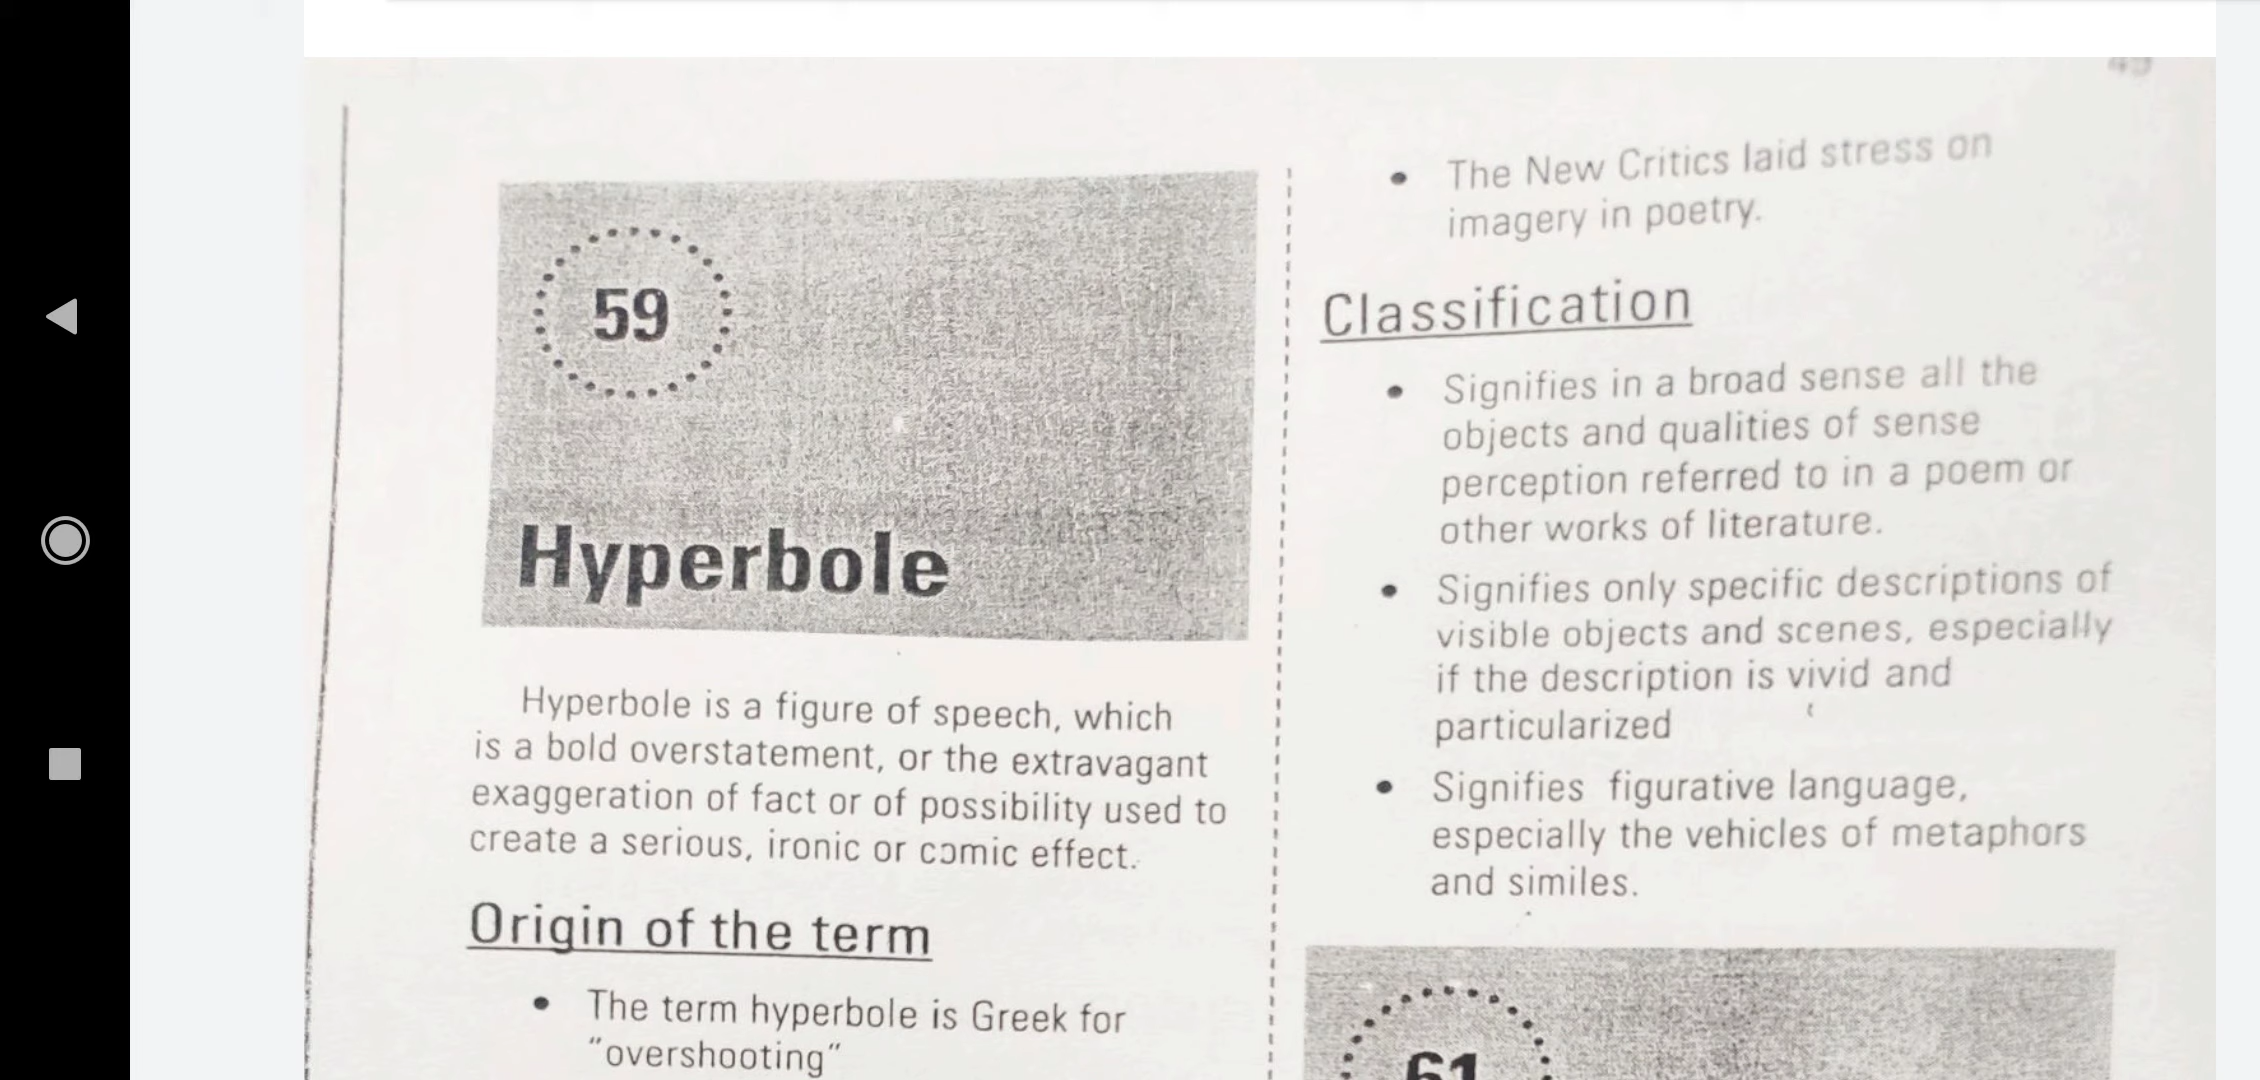 59
Hyperbole
Hyperbole is a figure of speech, which
is a bold overstatement, or the extravagant
exaggeration of fact or of possibility used to
create a serious, ironic or comic effect.
Origin of the term
• The term hyperbole is Greek for
"overshooting"
• The New Critics laid stress on
imagery in poetry.
Classification
• Signifies in a broad sense all the
objects and qualities of sense
perception referred to in a poem or
other works of literature.
• Signifies only specific descriptions of
visible objects and scenes, especially
if the description is vivid and
particularized
• Signifies figurative language,
especially the vehicles of metaphors
and similes.
61